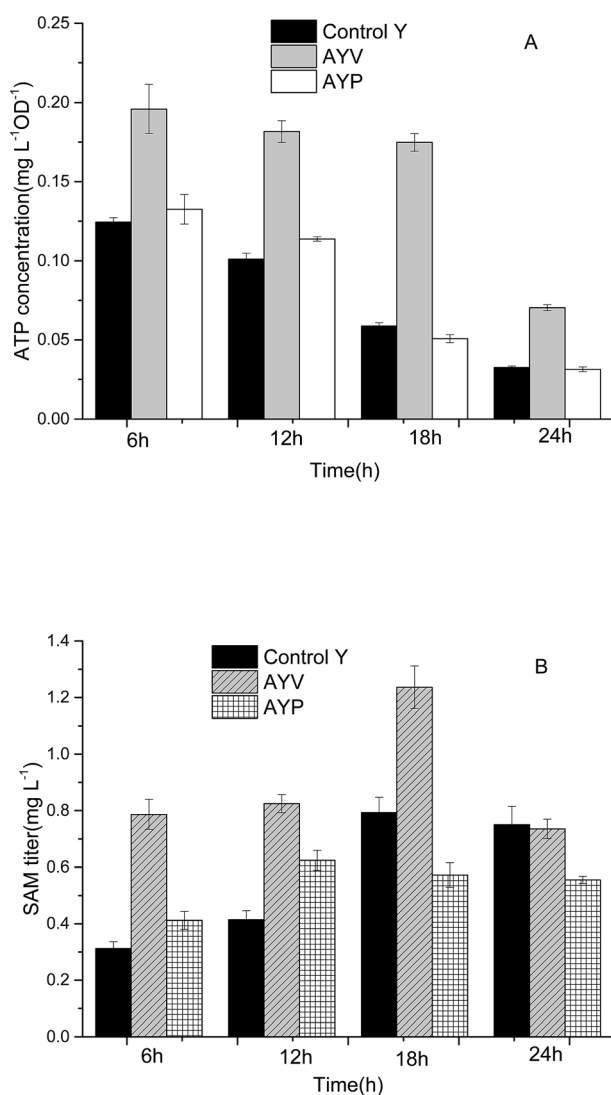 A
Control Y
AYV
AYP
0.25
0.20
0.15
0.10
0.05
0.00
ATP concentration(mg L⁻¹OD⁻¹)
6h 12h 18h 24h
Time(h)
B
Control Y
AYV
AYP
1.4
1.2
1.0
0.8
0.6
0.4
0.2
0.0
SAM titer(mg L⁻¹)
6h 12h 18h 24h
Time(h)